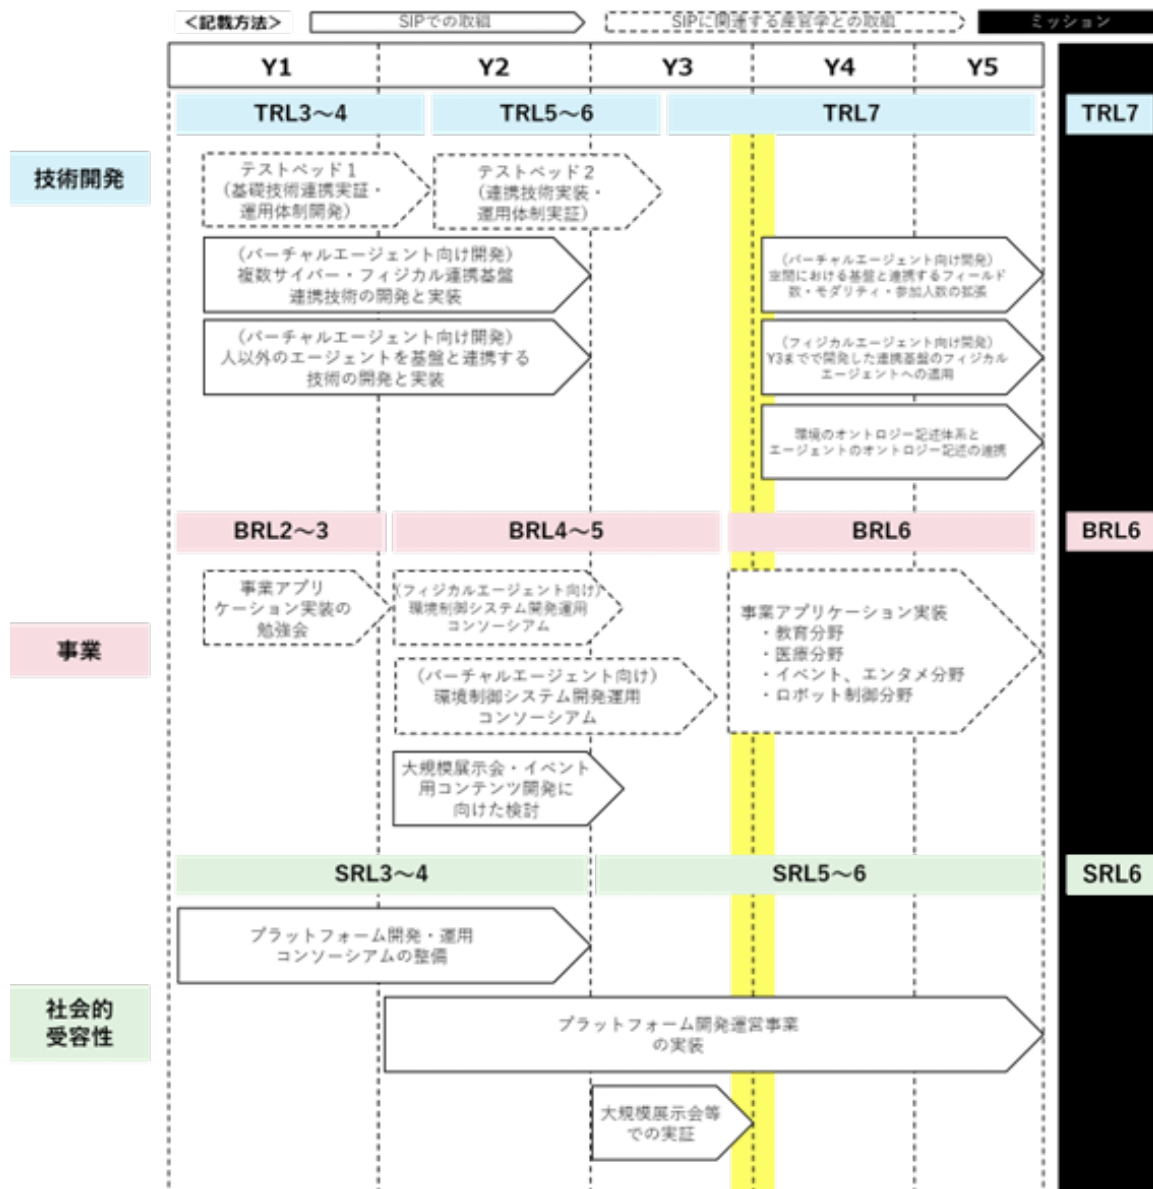 ＜記載方法＞
SIPでの取組
SIPに関連する産官学との取組
ミッション
Y1
Y2
Y3
Y4
Y5
TRL3～4
TRL5～6
TRL7
TRL7
技術開発
テストベッド１
（基礎技術連携実証・
運用体制開発）
テストベッド２
（連携技術実装・
運用体制実証）
（バーチャルエージェント向け開発）
複数サイバー・フィジカル連携基盤
連携技術の開発と実装
（バーチャルエージェント向け開発）
空間における基盤と連携するフィールド
数・モダリティ・参加人数の拡張
（バーチャルエージェント向け開発）
人以外のエージェントを基盤と連携する
技術の開発と実装
（フィジカルエージェント向け開発）
Y3までで開発した連携基盤のフィジカル
エージェントへの適用
環境のオントロジー記述体系と
エージェントのオントロジー記述の連携
BRL2～3
BRL4～5
BRL6
BRL6
事業
事業アプリ
ケーション実装の
勉強会
（フィジカルエージェント向け）
環境制御システム開発運用
コンソーシアム
（バーチャルエージェント向け）
環境制御システム開発運用
コンソーシアム
大規模展示会・イベント
用コンテンツ開発に
向けた検討
事業アプリケーション実装
・教育分野
・医療分野
・イベント、エンタメ分野
・ロボット制御分野
SRL3～4
SRL5～6
SRL6
社会的
受容性
プラットフォーム開発・運用
コンソーシアムの整備
プラットフォーム開発運営事業
の実装
大規模展示会等
での実証